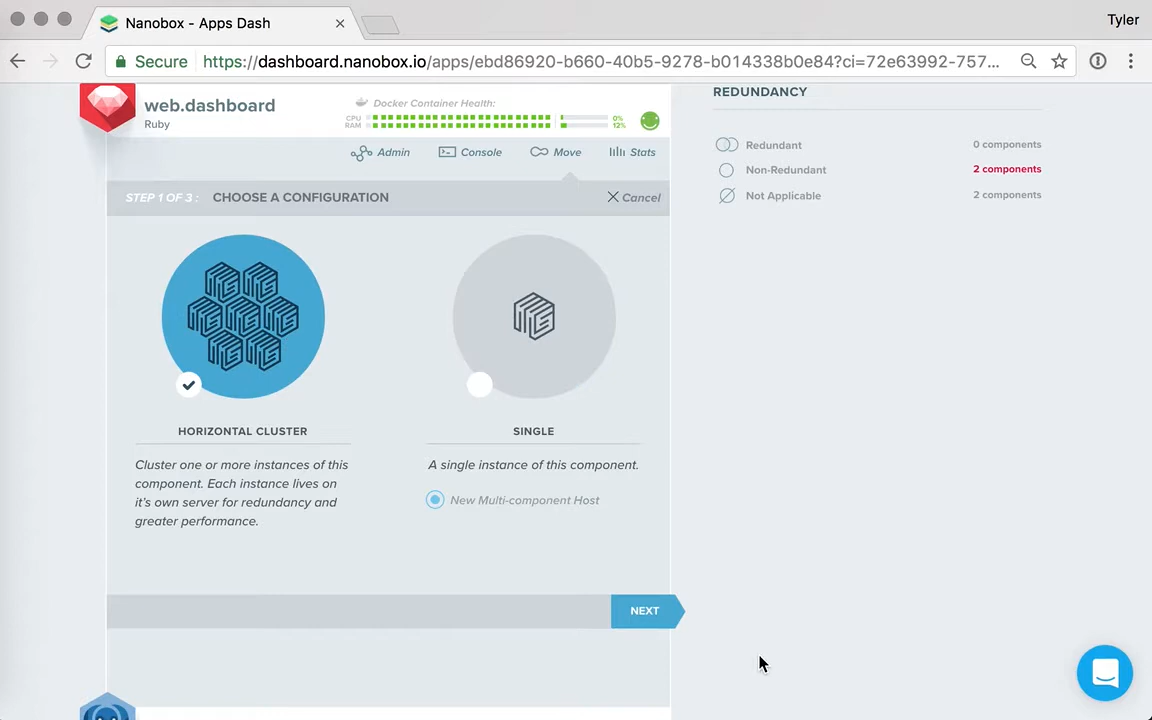 Nanobox - Apps Dash
Tyler
Secure https://dashboard.nanobox.io/apps/ebd86920-b660-40b5-9278-b014338b0e84?ci=72e63992-757...
web.dashboard
Ruby
Docker Container Health:
CPU 0%
RAM 12%
Admin Console Move Stats
STEP 1 OF 3 : CHOOSE A CONFIGURATION Cancel
HORIZONTAL CLUSTER
Cluster one or more instances of this
component. Each instance lives on
it's own server for redundancy and
greater performance.
SINGLE
A single instance of this component.
New Multi-component Host
NEXT
REDUNDANCY
Redundant 0 components
Non-Redundant 2 components
Not Applicable 2 components